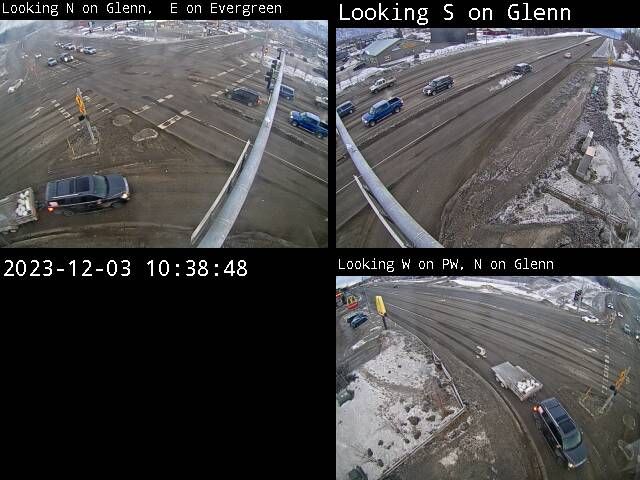 Looking N on Glenn,  E on Evergreen
Looking S on Glenn
2023-12-03 10:38:48
Looking W on PW, N on Glenn